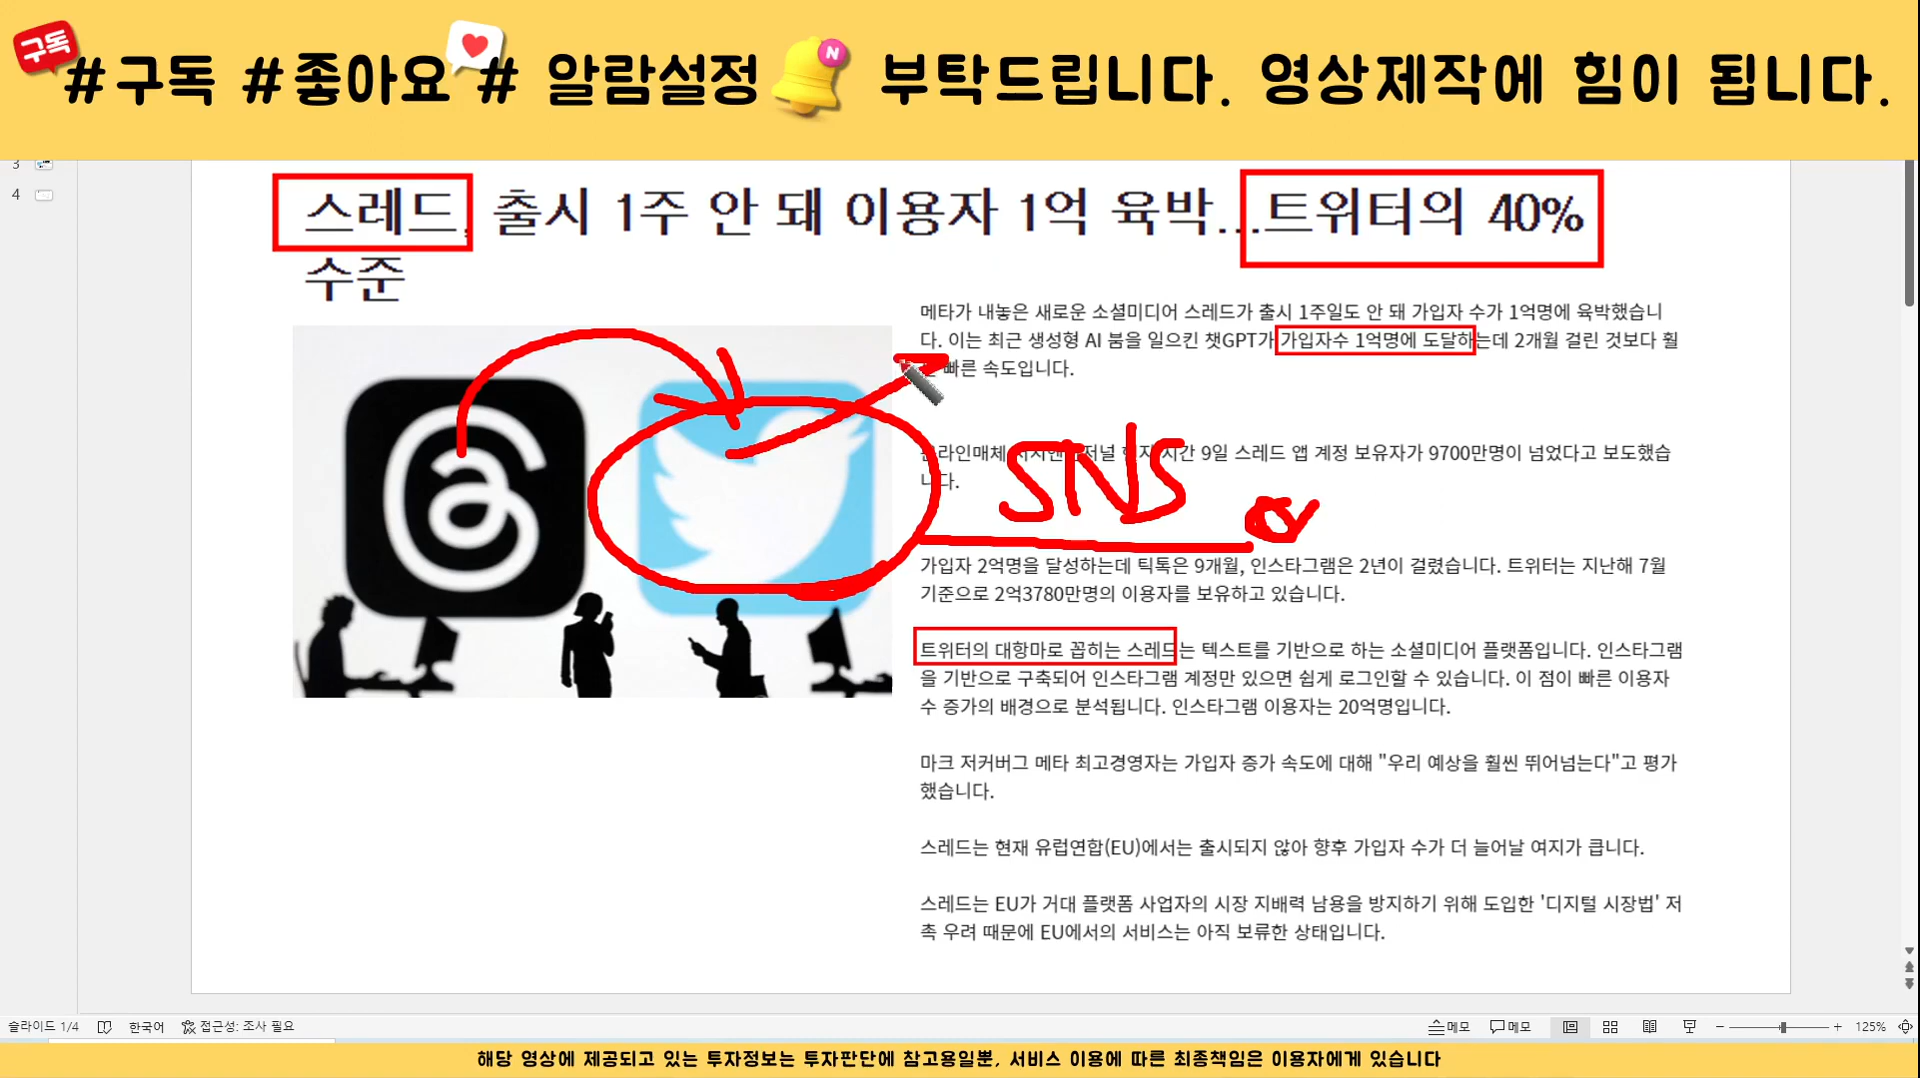 구독
#구독 #좋아요 # 알람설정 N 부탁드립니다. 영상제작에 힘이 됩니다.
3
4
스레드, 출시 1주 안 돼 이용자 1억 육박...트위터의 40%
수준
메타가 내놓은 새로운 소셜미디어 스레드가 출시 1주일도 안 돼 가입자 수가 1억명에 육박했습니
다. 이는 최근 생성형 AI 붐을 일으킨 챗GPT가 가입자수 1억명에 도달하는데 2개월 걸린 것보다 훨
빠른 속도입니다.
시간 9일 스레드 앱 계정 보유자가 9700만명이 넘었다고 보도했습
니다.
SNS
가입자 2억명을 달성하는데 틱톡은 9개월, 인스타그램은 2년이 걸렸습니다. 트위터는 지난해 7월
기준으로 2억3780만명의 이용자를 보유하고 있습니다.
트위터의 대항마로 꼽히는 스레드는 텍스트를 기반으로 하는 소셜미디어 플랫폼입니다. 인스타그램
을 기반으로 구축되어 인스타그램 계정만 있으면 쉽게 로그인할 수 있습니다. 이 점이 빠른 이용자
수 증가의 배경으로 분석됩니다. 인스타그램 이용자는 20억명입니다.
마크 저커버그 메타 최고경영자는 가입자 증가 속도에 대해 "우리 예상을 훨씬 뛰어넘는다"고 평가
했습니다.
스레드는 현재 유럽연합(EU)에서는 출시되지 않아 향후 가입자 수가 더 늘어날 여지가 큽니다.
스레드는 EU가 거대 플랫폼 사업자의 시장 지배력 남용을 방지하기 위해 도입한 '디지털 시장법' 저
촉 우려 때문에 EU에서의 서비스는 아직 보류한 상태입니다.
슬라이드 1/4 한국어 접근성: 조사 필요 메모 메모 125%
해당 영상에 제공되고 있는 투자정보는 투자판단에 참고용일뿐, 서비스 이용에 따른 최종책임은 이용자에게 있습니다